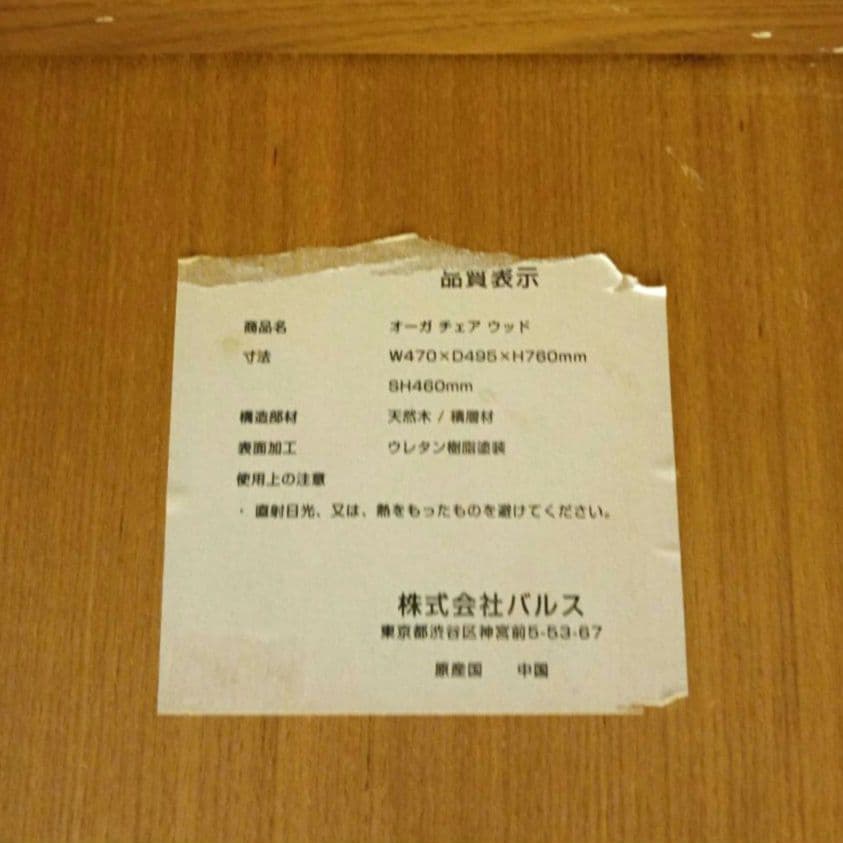 品質表示
商品名 オーガ チェア ウッド
寸法 W470×D495×H760mm
SH460mm
構造部材 天然木 / 積層材
表面加工 ウレタン樹脂塗装
使用上の注意
・ 直射日光、又は、熱をもったものを避けてください。
株式会社バルス
東京都渋谷区神宮前5-53-67
原産国 中国